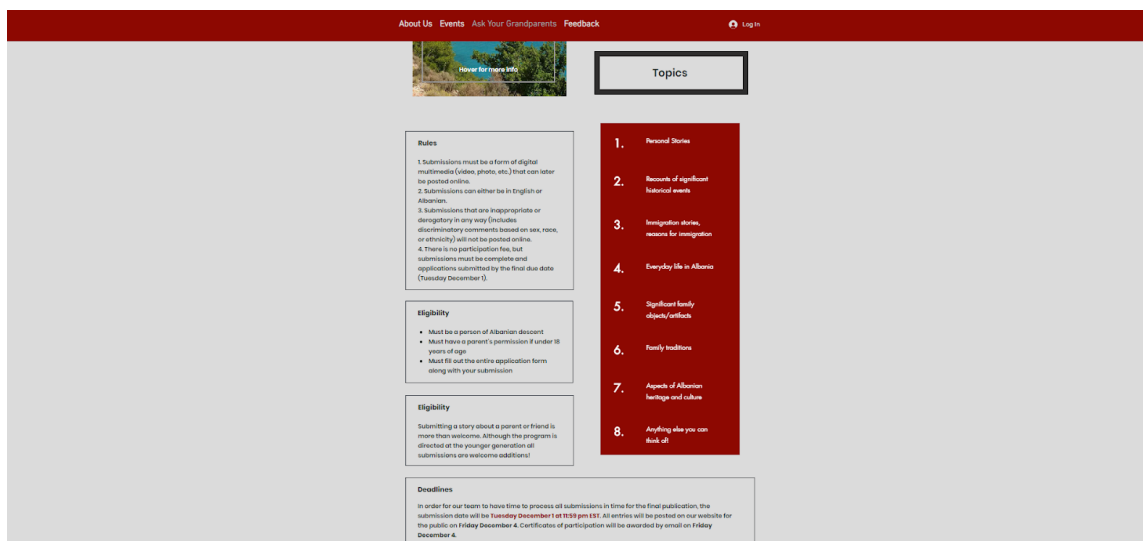 About Us Events Ask Your Grandparents Feedback
Log In
Hover for more info
Topics
Rules
1. Submissions must be a form of digital
multimedia (video, photo, etc.) that can later
be posted online.
2. Submissions can either be in English or
Albanian.
3. Submissions that are inappropriate or
derogatory in any way (includes
discriminatory comments based on sex, race,
or ethnicity) will not be posted online.
4. There is no participation fee, but
submissions must be complete and
applications submitted by the final due date
(Tuesday December 1).
Eligibility
• Must be a person of Albanian descent
• Must have a parent's permission if under 18
years of age
• Must fill out the entire application form
along with your submission
Eligibility
Submitting a story about a parent or friend is
more than welcome. Although the program is
directed at the younger generation all
submissions are welcome additions!
1. Personal Stories
2. Recounts of significant
historical events
3. Immigration stories,
reasons for immigration
4. Everyday life in Albania
5. Significant family
objects/artifacts
6. Family traditions
7. Aspects of Albanian
heritage and culture
8. Anything else you can
think of!
Deadlines
In order for our team to have time to process all submissions in time for the final publication, the
submission date will be Tuesday December 1 at 11:59 pm EST. All entries will be posted on our website for
the public on Friday December 4. Certificates of participation will be awarded by email on Friday
December 4.